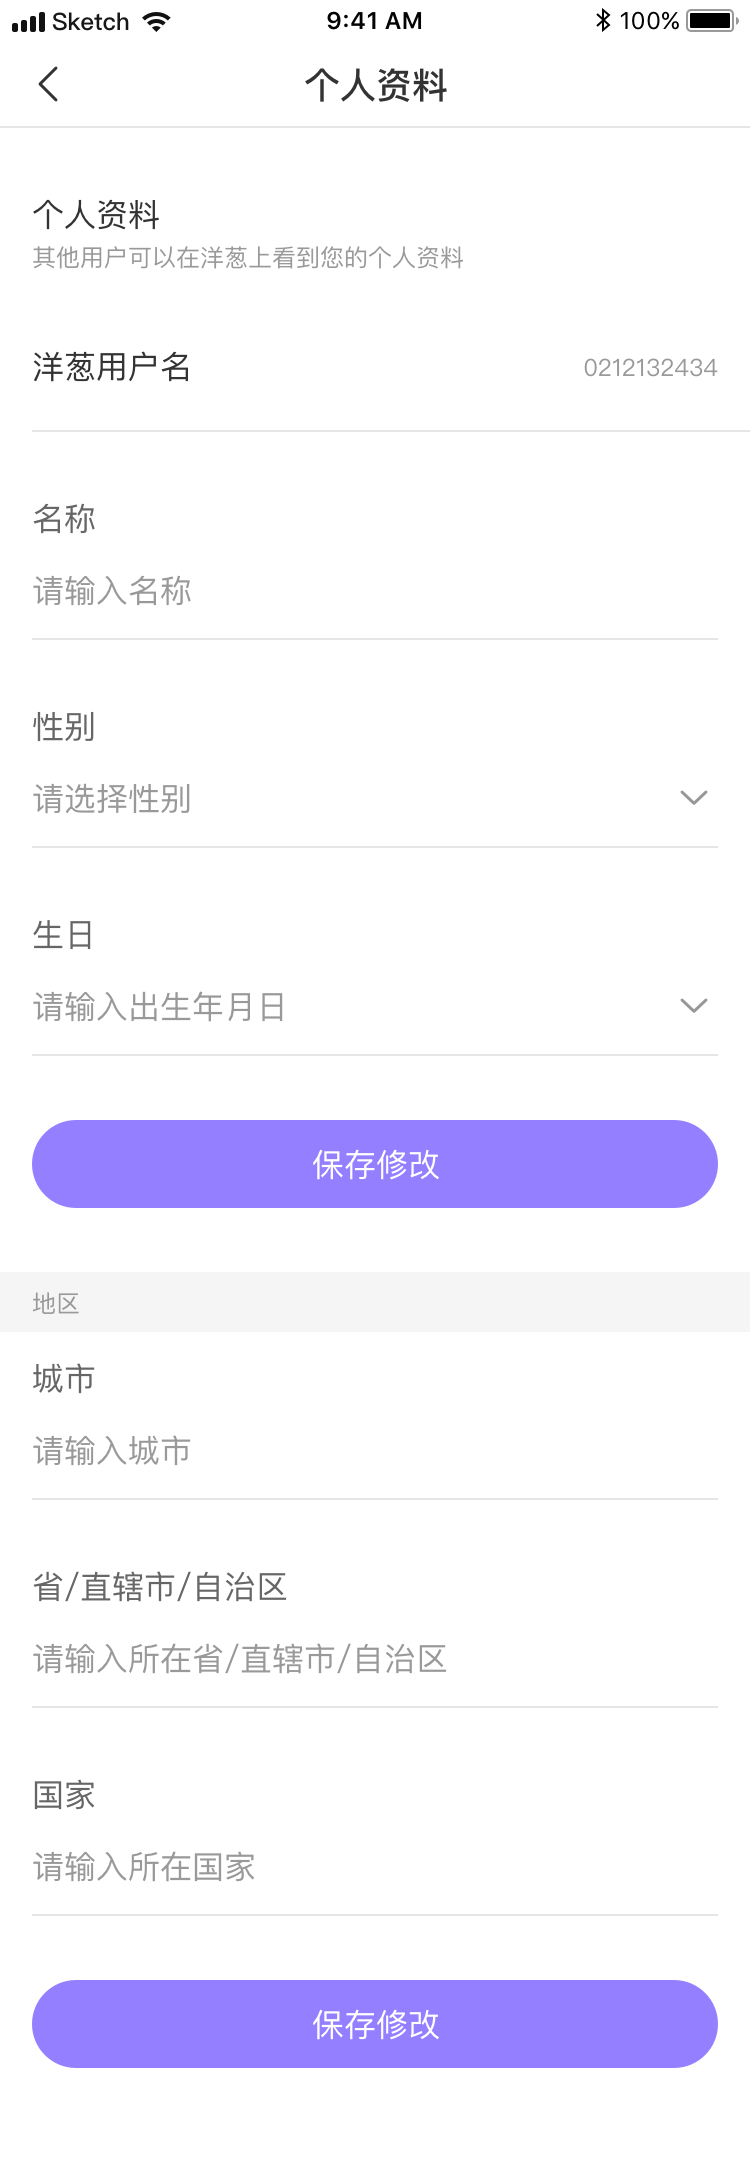 Sketch 9:41 AM 100%
个人资料
个人资料
其他用户可以在洋葱上看到您的个人资料
洋葱用户名 0212132434
名称
请输入名称
性别
请选择性别
生日
请输入出生年月日
保存修改
地区
城市
请输入城市
省/直辖市/自治区
请输入所在省/直辖市/自治区
国家
请输入所在国家
保存修改